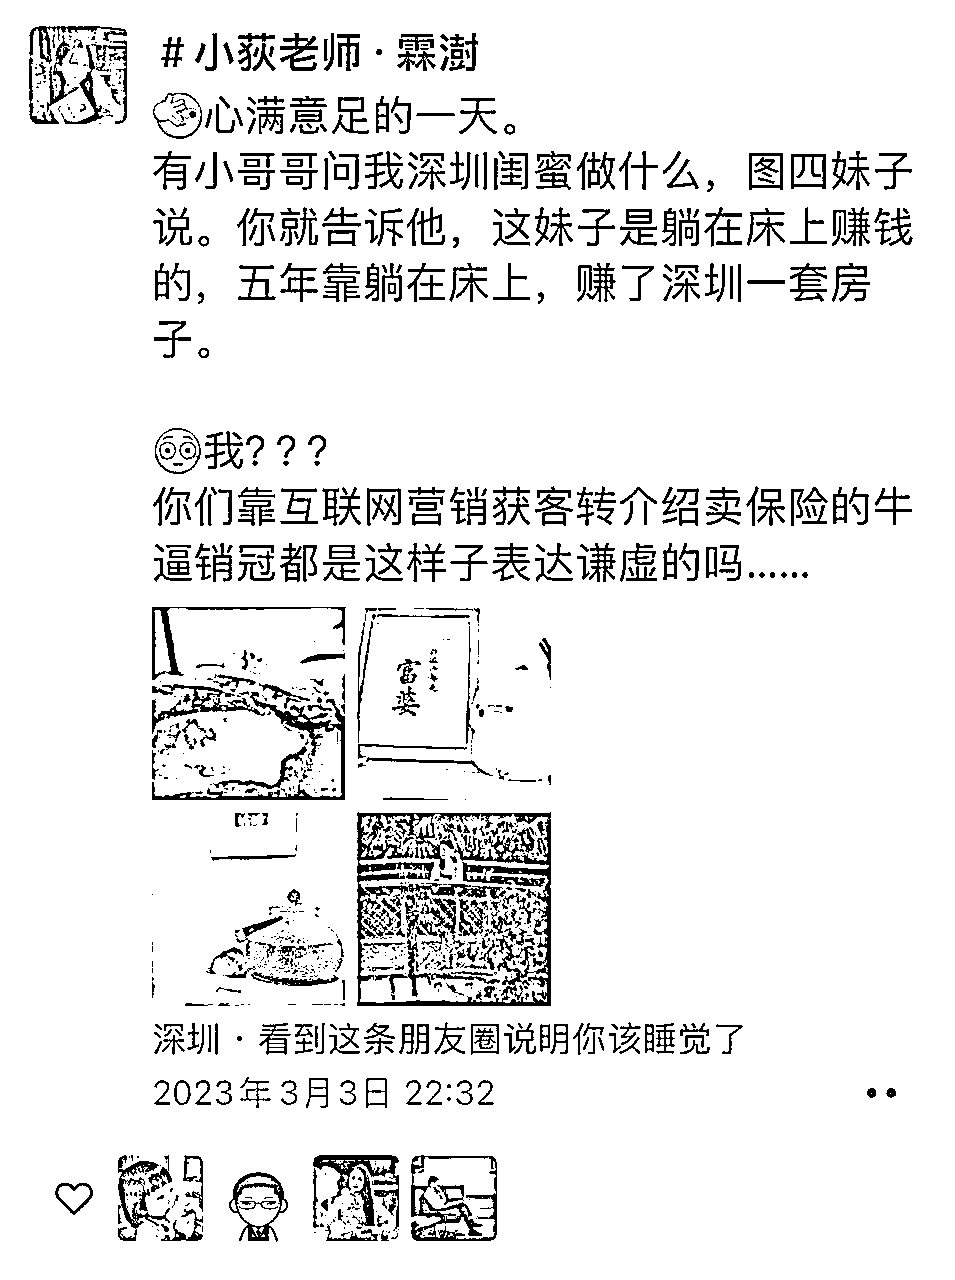 #小荻老师·霖澍
心满意足的一天。
有小哥哥问我深圳闺蜜做什么，图四妹子
说。你就告诉他，这妹子是躺在床上赚钱
的，五年靠躺在床上，赚了深圳一套房
子。
我？？？
你们靠互联网营销获客转介绍卖保险的牛
逼销冠都是这样子表达谦虚的吗......
富婆
深圳·看到这条朋友圈说明你该睡觉了
2023年3月3日 22:32